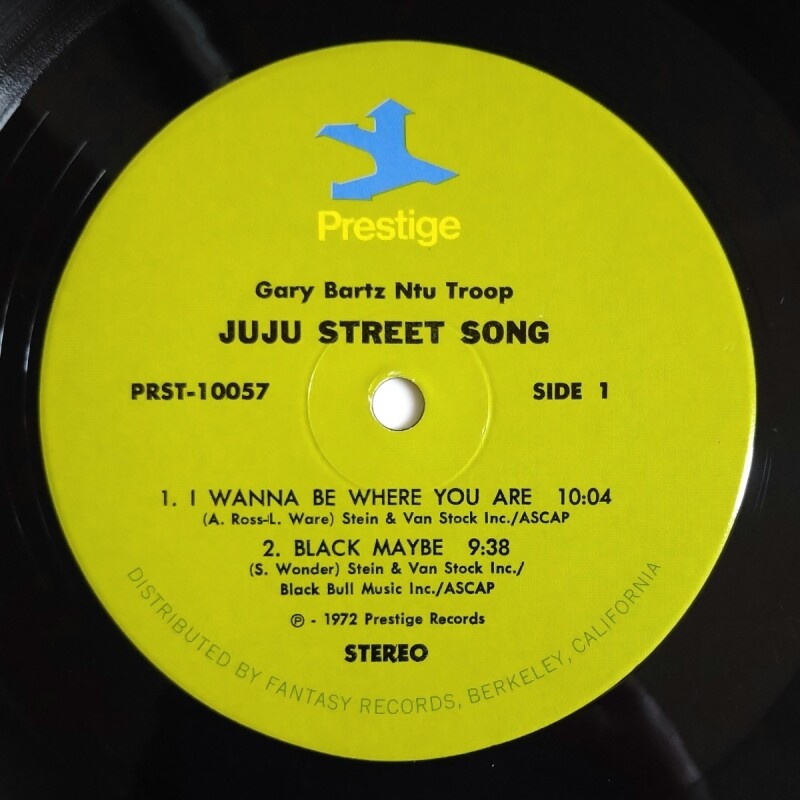 Prestige
Gary Bartz Ntu Troop
JUJU STREET SONG
PRST-10057 SIDE 1
1. I WANNA BE WHERE YOU ARE 10:04
(A. Ross-L. Ware) Stein & Van Stock Inc./ASCAP
2. BLACK MAYBE 9:38
(S. Wonder) Stein & Van Stock Inc./
Black Bull Music Inc./ASCAP
℗ - 1972 Prestige Records
STEREO
DISTRIBUTED BY FANTASY RECORDS, BERKELEY, CALIFORNIA